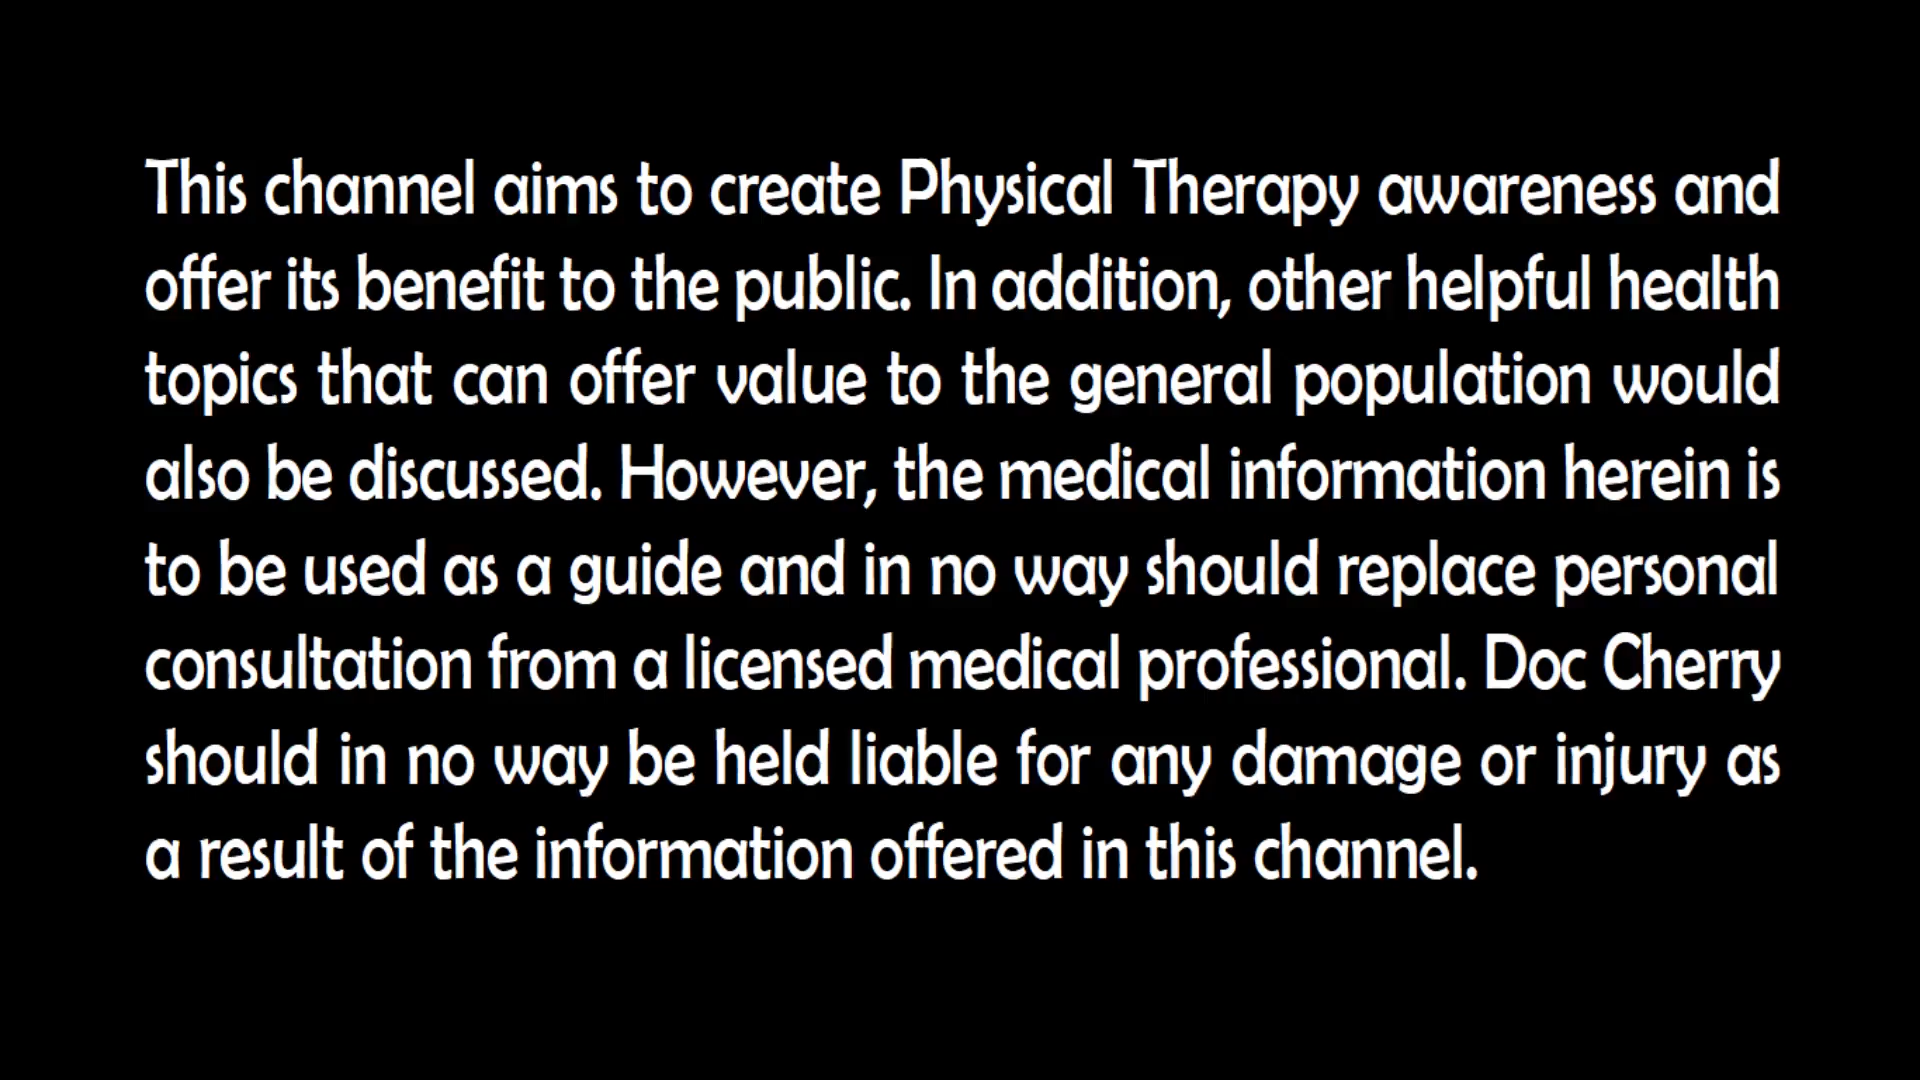 This channel aims to create Physical Therapy awareness and
offer its benefit to the public. In addition, other helpful health
topics that can offer value to the general population would
also be discussed. However, the medical information herein is
to be used as a guide and in no way should replace personal
consultation from a licensed medical professional. Doc Cherry
should in no way be held liable for any damage or injury as
a result of the information offered in this channel.